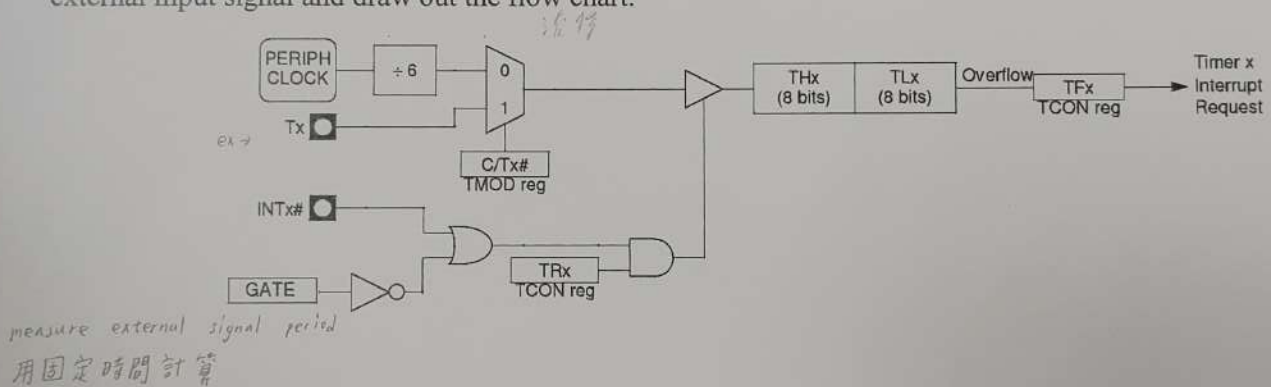 external input signal and draw out the flow chart.
PERIPH
CLOCK
÷ 6
0
1
Tx
ex →
C/Tx#
TMOD reg
THx
(8 bits)
TLx
(8 bits)
Overflow
TFx
TCON reg
Timer x
Interrupt
Request
INTx#
TRx
TCON reg
GATE
measure external signal period
用固定時間計算